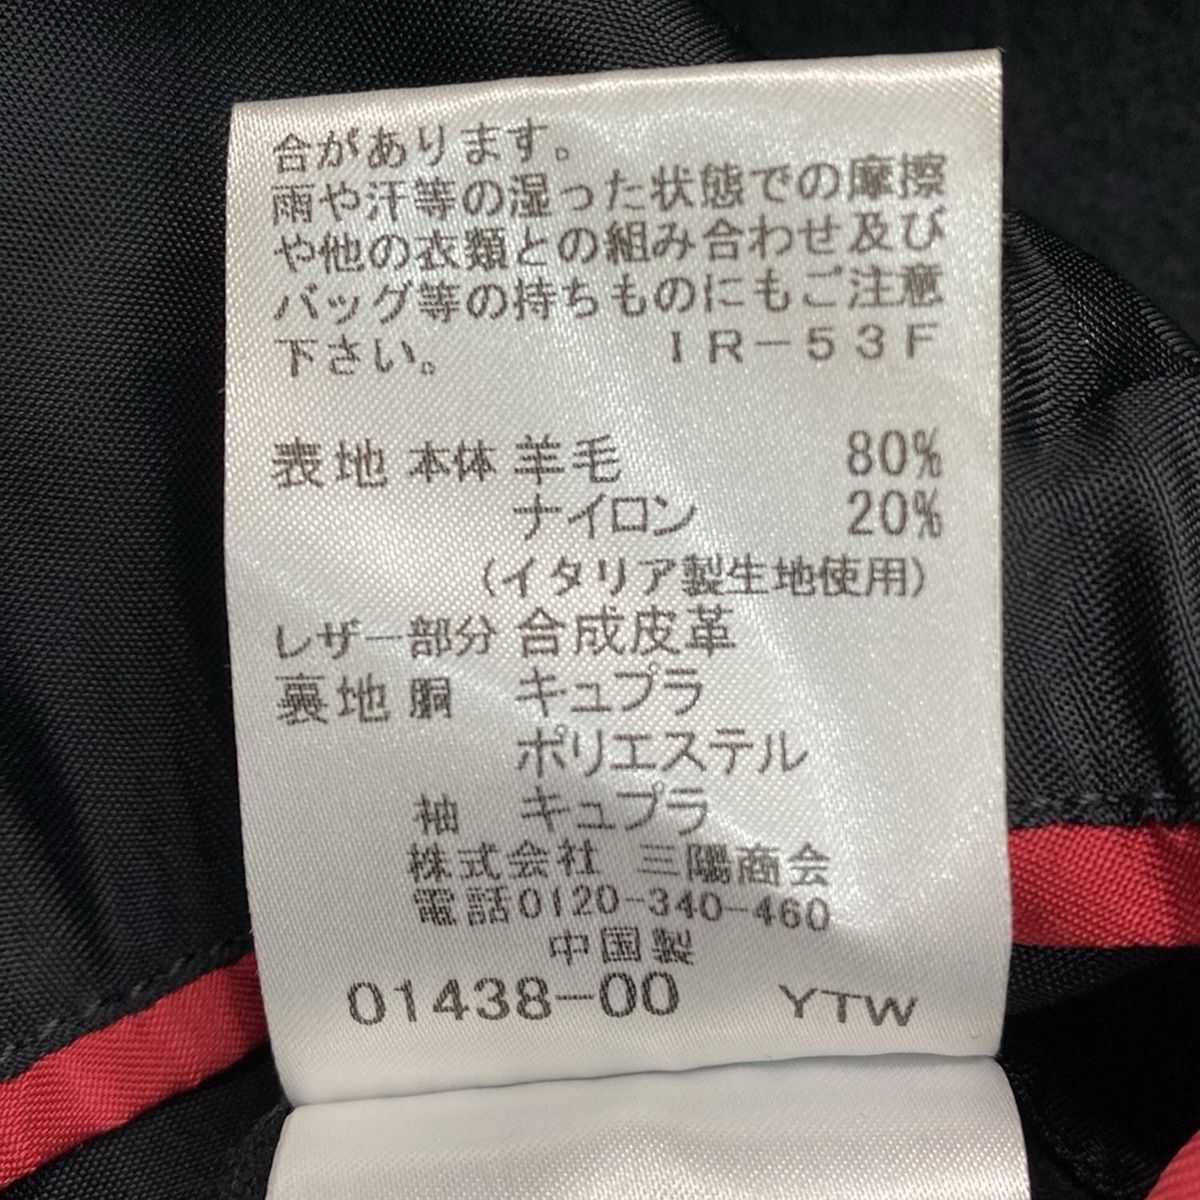 合があります。
雨や汗等の湿った状態での摩擦
や他の衣類との組み合わせ及び
バッグ等の持ちものにもご注意
下さい。 IR-53F
表地 本体 羊毛 80%
ナイロン 20%
(イタリア製生地使用)
レザー部分 合成皮革
裏地 胴 キュプラ
ポリエステル
袖 キュプラ
株式会社 三陽商会
電話0120-340-460
中国製
01438-00 YTW